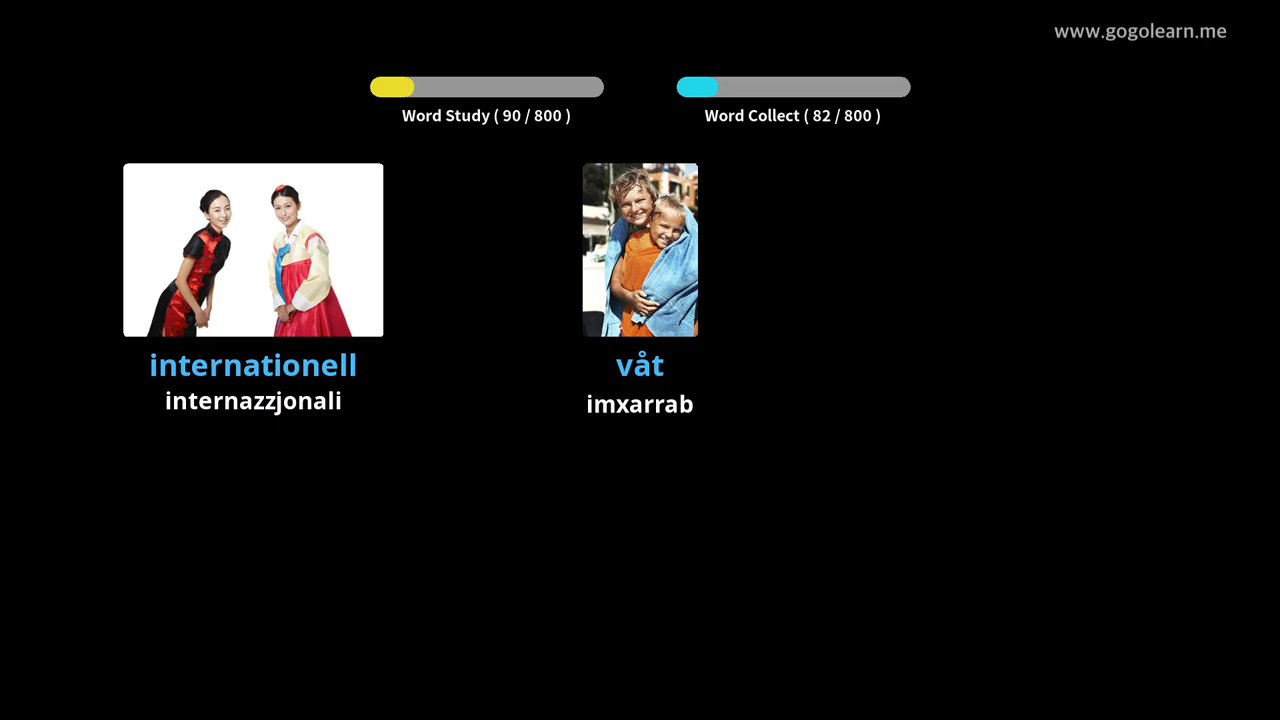 www.gogolearn.me
Word Study ( 90 / 800 )
Word Collect ( 82 / 800 )
internationell
internazzjonali
våt
imxarrab